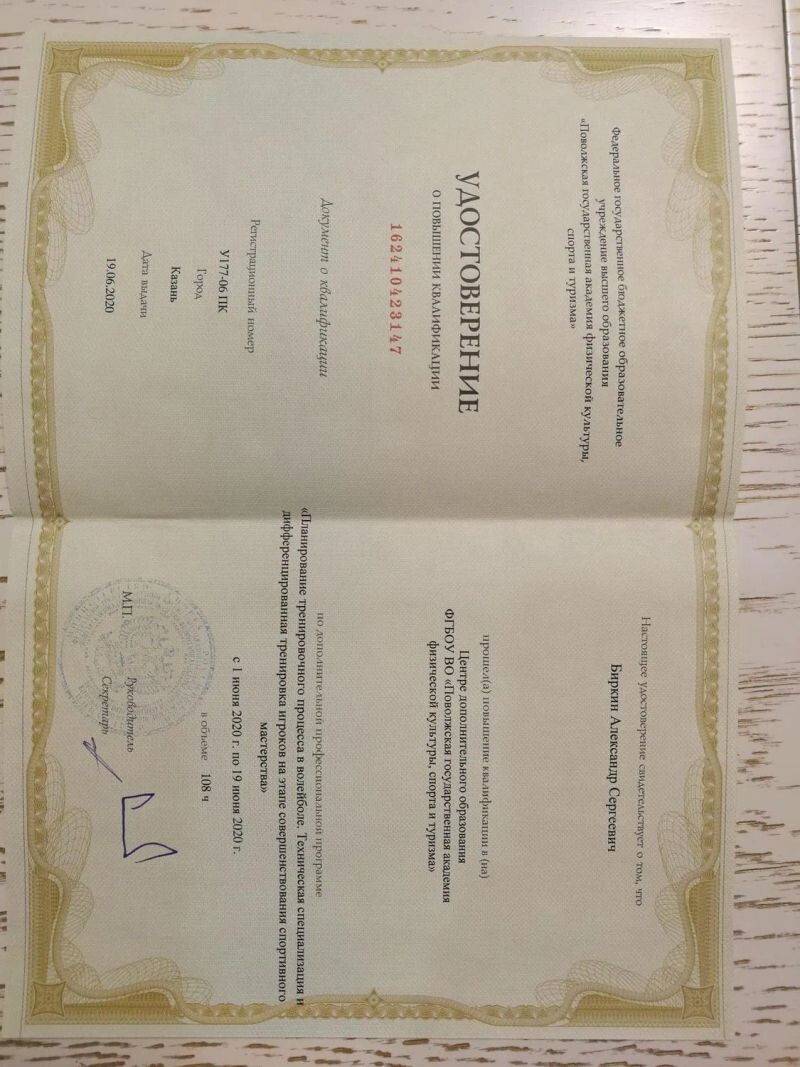 Федеральное государственное бюджетное образовательное
учреждение высшего образования
«Поволжская государственная академия физической культуры,
спорта и туризма»
УДОСТОВЕРЕНИЕ
О ПОВЫШЕНИИ КВАЛИФИКАЦИИ
162410423147
Документ о квалификации
Регистрационный номер
У177-06 ПК
Город
Казань
Дата выдачи
19.06.2020
Настоящее удостоверение свидетельствует о том, что
Биркин Александр Сергеевич
прошел(а) повышение квалификации в (на)
Центре дополнительного образования
ФГБОУ ВО «Поволжская государственная академия
физической культуры, спорта и туризма»
по дополнительной профессиональной программе
«Планирование тренировочного процесса в волейболе. Техническая специализация и
дифференцированная тренировка игроков на этапе совершенствования спортивного
мастерства»
с 1 июня 2020 г. по 19 июня 2020 г.
в объеме 108 ч
Руководитель
М.П.
Секретарь